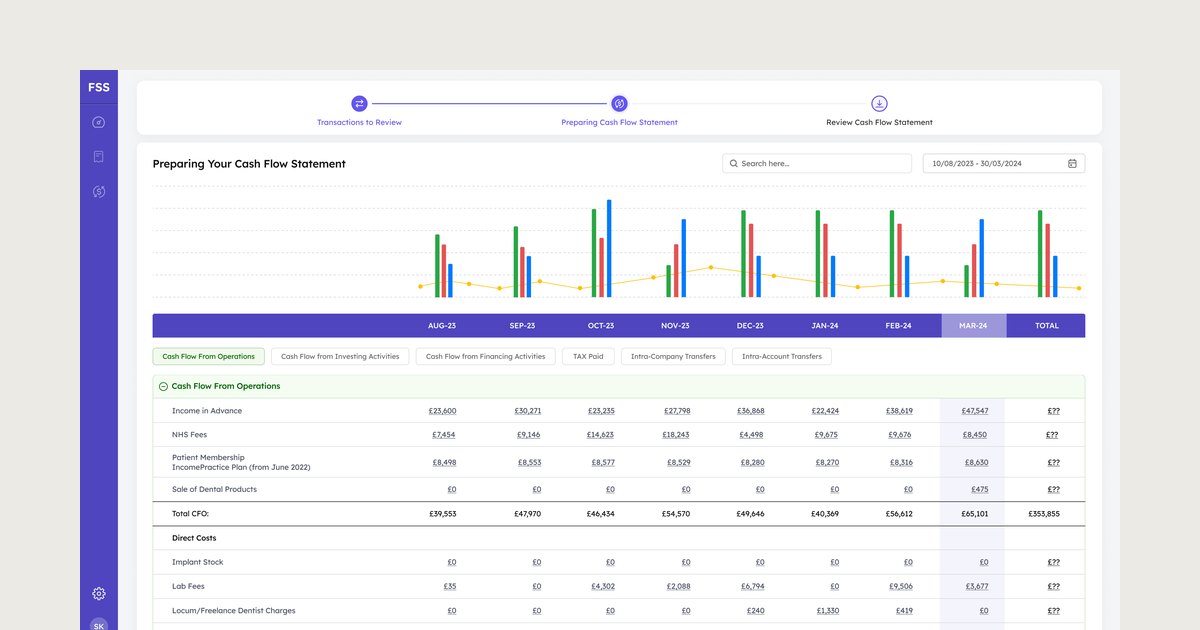 FSS
Transactions to Review
Preparing Cash Flow Statement
Review Cash Flow Statement
Preparing Your Cash Flow Statement
Search here...
10/08/2023 - 30/03/2024
AUG-23 SEP-23 OCT-23 NOV-23 DEC-23 JAN-24 FEB-24 MAR-24 TOTAL
Cash Flow From Operations Cash Flow from Investing Activities Cash Flow from Financing Activities TAX Paid Intra-Company Transfers Intra-Account Transfers
Cash Flow From Operations
Income in Advance £23,600 £30,271 £23,235 £27,798 £36,868 £22,424 £38,619 £47,547 £??
NHS Fees £7,454 £9,146 £14,623 £18,243 £4,498 £9,675 £9,676 £8,450 £??
Patient Membership
IncomePractice Plan (from June 2022) £8,498 £8,553 £8,577 £8,529 £8,280 £8,270 £8,316 £8,630 £??
Sale of Dental Products £0 £0 £0 £0 £0 £0 £0 £475 £??
Total CFO: £39,553 £47,970 £46,434 £54,570 £49,646 £40,369 £56,612 £65,101 £353,855
Direct Costs
Implant Stock £0 £0 £0 £0 £0 £0 £0 £0 £??
Lab Fees £35 £0 £4,302 £2,088 £6,794 £0 £9,506 £3,677 £??
Locum/Freelance Dentist Charges £0 £0 £0 £0 £240 £1,330 £419 £0 £??
SK